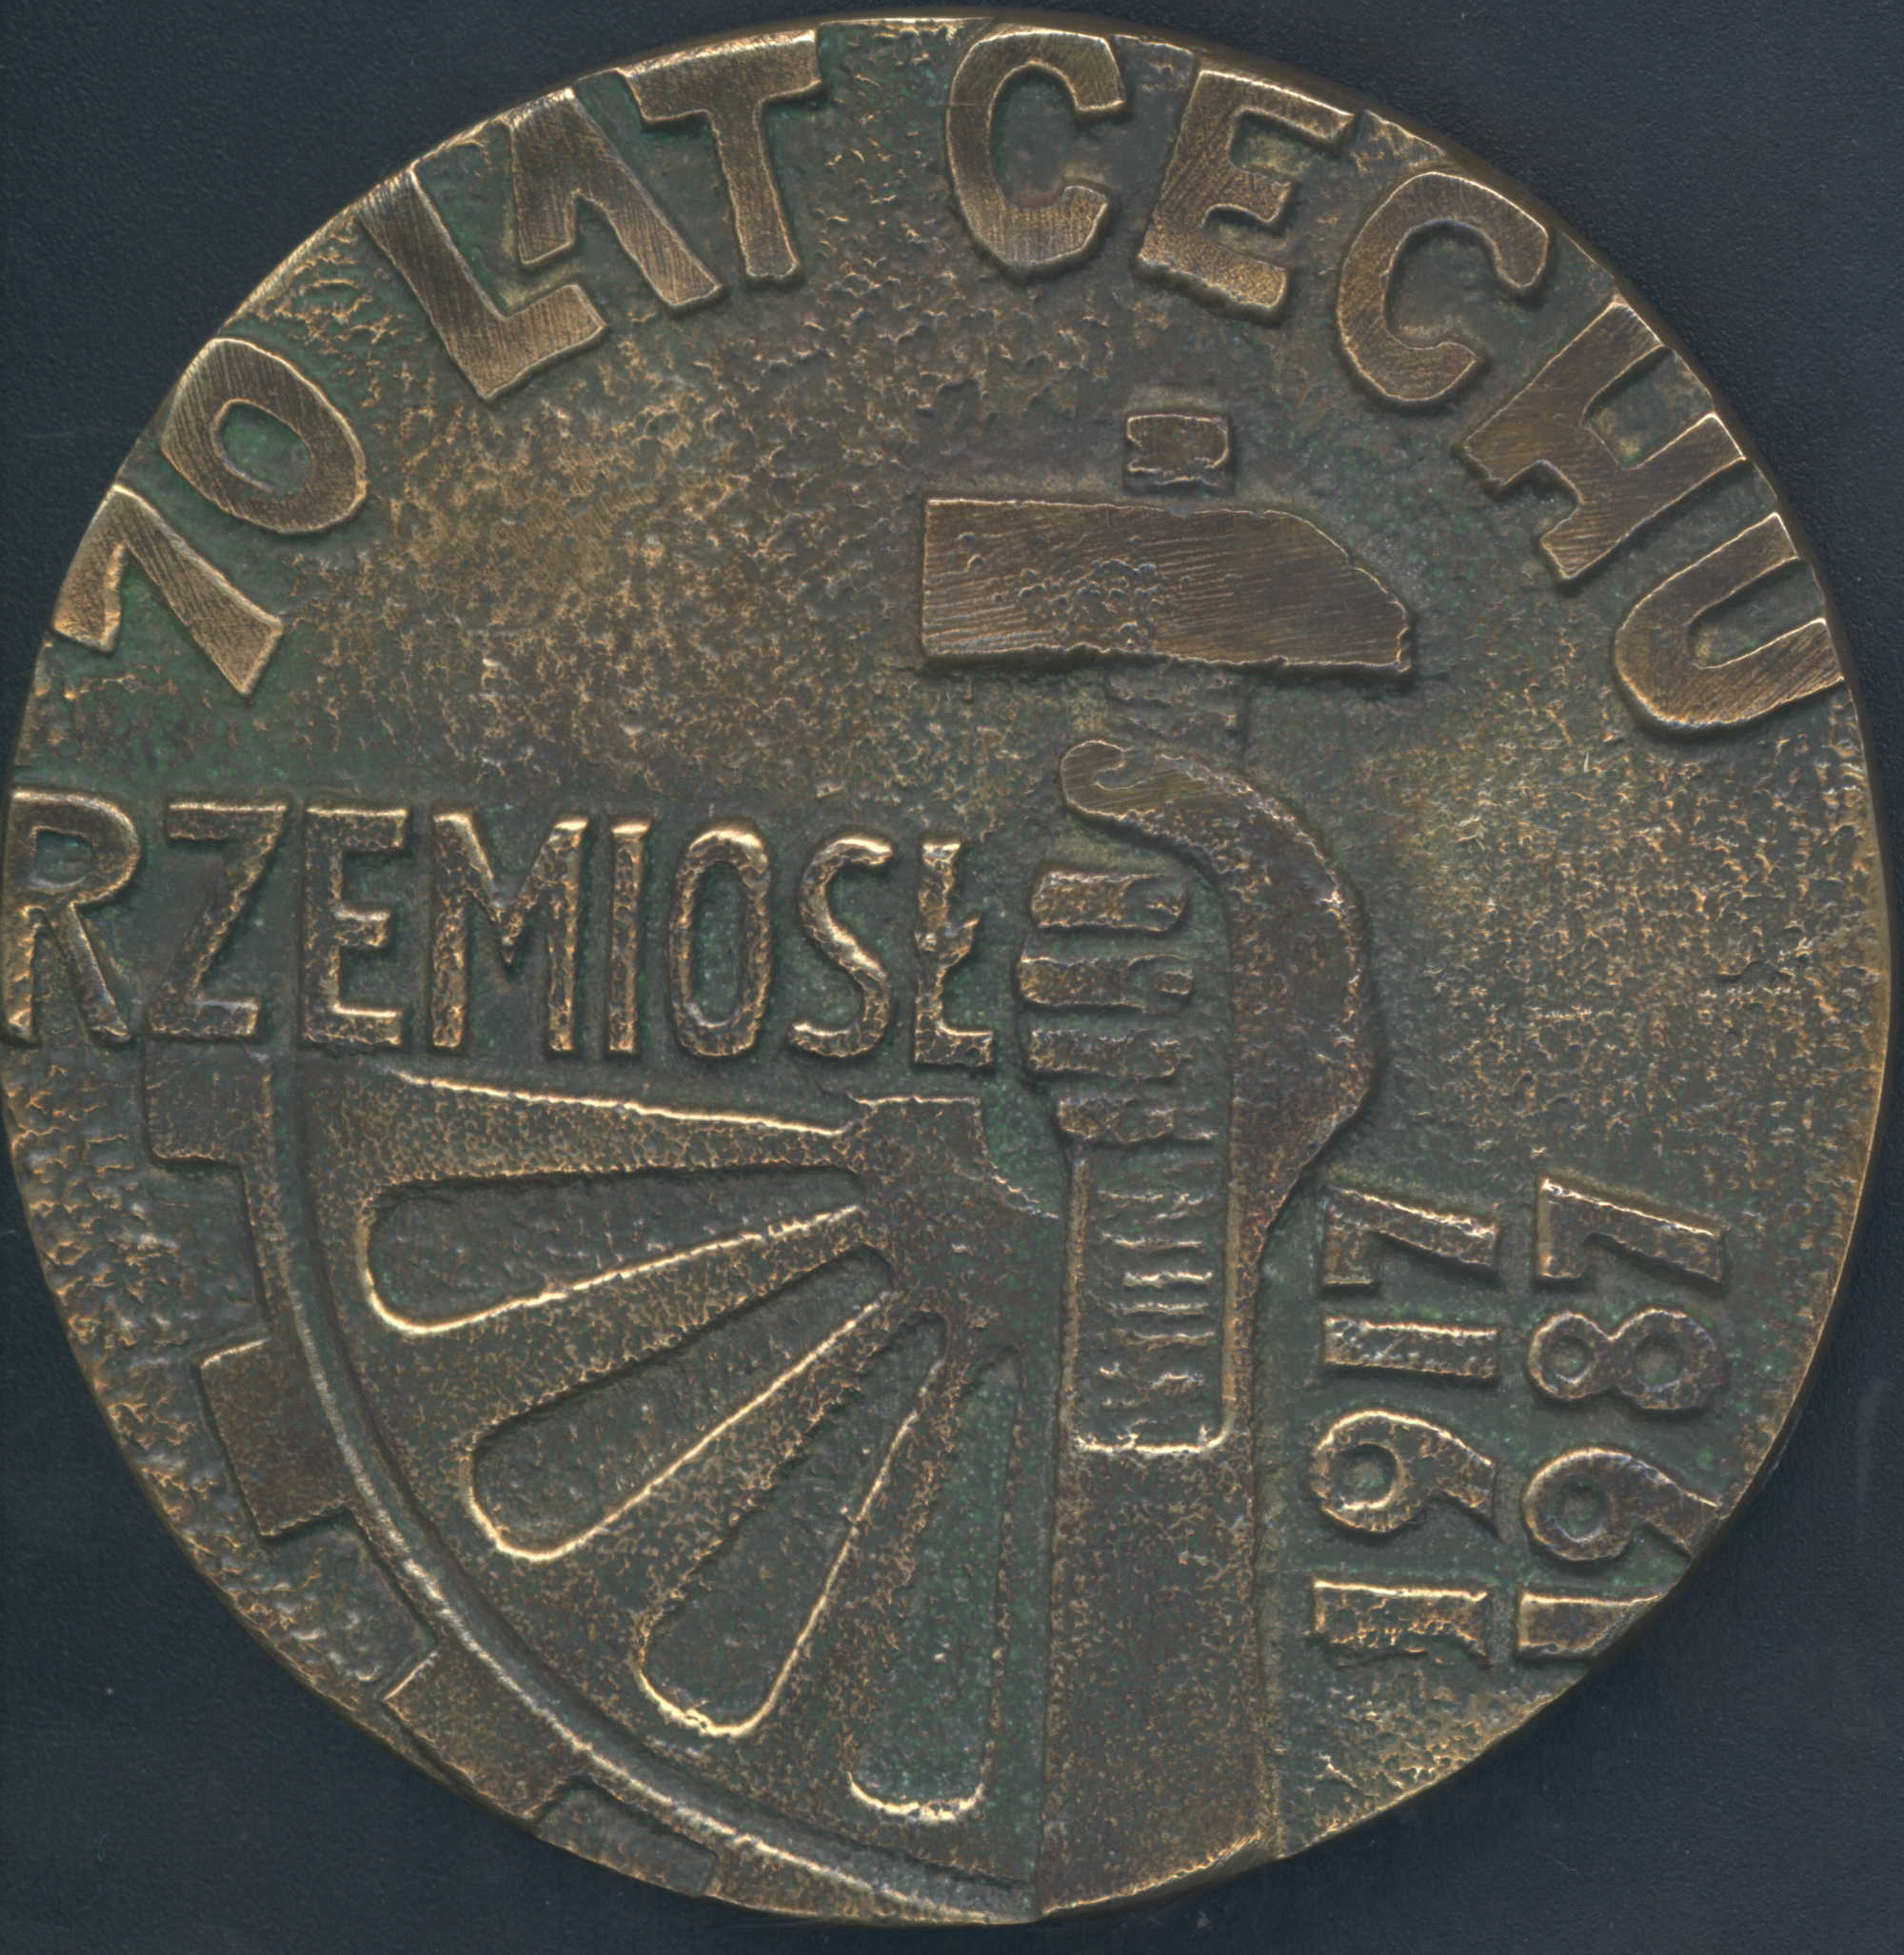 70 LAT CECHU
RZEMIOSŁ
1917
1987